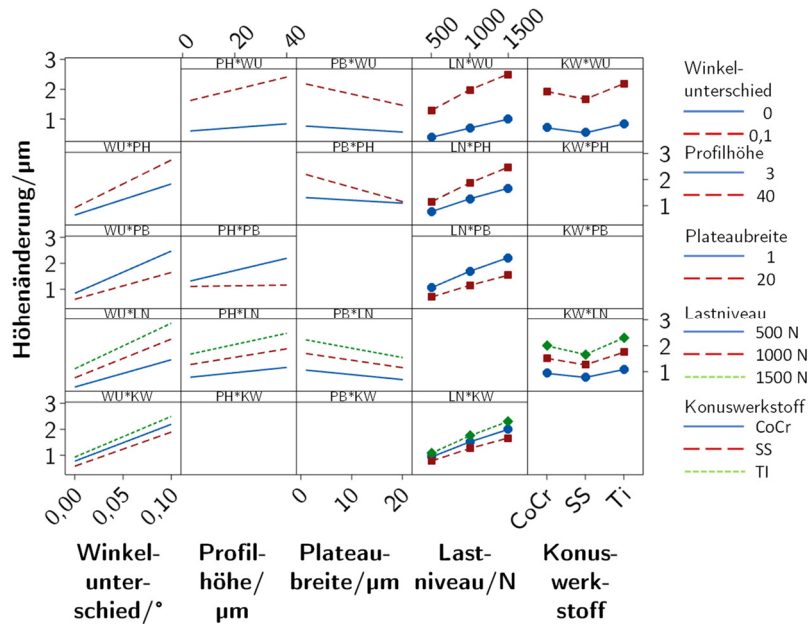 500
1000
1500
0
20
40
PH*WU
PB*WU
LN*WU
KW*WU
3
2
1
WU*PH
PB*PH
LN*PH
KW*PH
3
2
1
WU*PB
PH*PB
LN*PB
KW*PB
3
2
1
WU*LN
PH*LN
PB*LN
KW*LN
3
2
1
WU*KW
PH*KW
PB*KW
LN*KW
3
2
1
Höhenänderung/µm
0,00
0,05
0,10
0
10
20
CoCr
SS
Ti
Winkel-
unter-
schied/°
Profil-
höhe/
µm
Plateau-
breite/µm
Last-
niveau/N
Konus-
werk-
stoff
Winkel-
unterschied
0
0,1
Profilhöhe
3
40
Plateaubreite
1
20
Lastniveau
500 N
1000 N
1500 N
Konuswerkstoff
CoCr
SS
TI